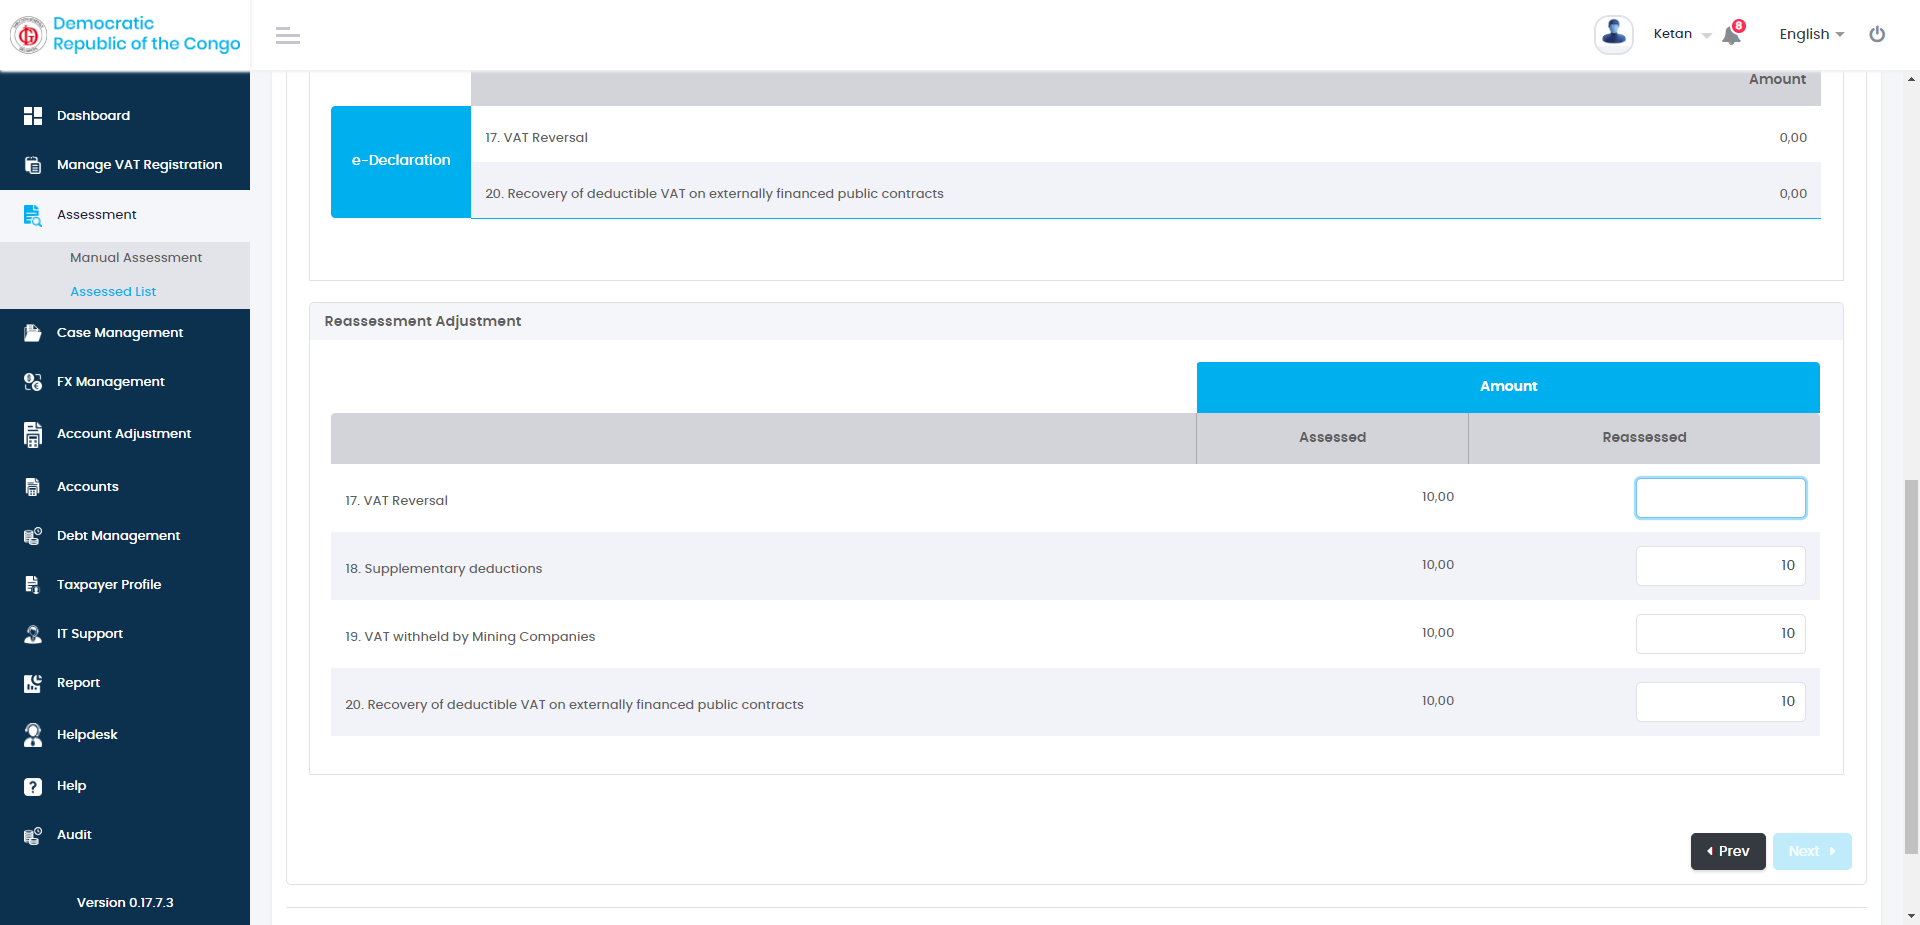 Democratic
Republic of the Congo
Ketan
8
English
Dashboard
Manage VAT Registration
Assessment
Manual Assessment
Assessed List
Case Management
FX Management
Account Adjustment
Accounts
Debt Management
Taxpayer Profile
IT Support
Report
Helpdesk
Help
Audit
Version 0.17.7.3
Amount
e-Declaration
17. VAT Reversal 0,00
20. Recovery of deductible VAT on externally financed public contracts 0,00
Reassessment Adjustment
Amount
Assessed Reassessed
17. VAT Reversal 10,00
18. Supplementary deductions 10,00 10
19. VAT withheld by Mining Companies 10,00 10
20. Recovery of deductible VAT on externally financed public contracts 10,00 10
Prev
Next